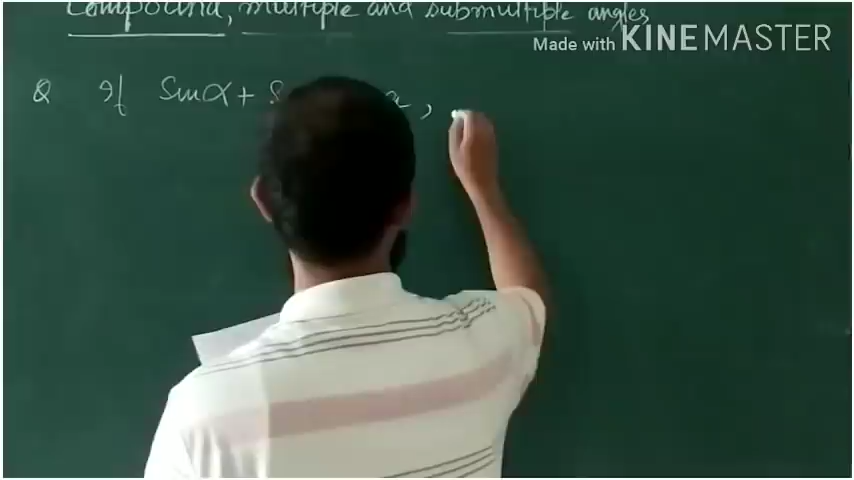 Compound, multiple and submultiple angles
Made with KINEMASTER
Q If Sinα + S a,